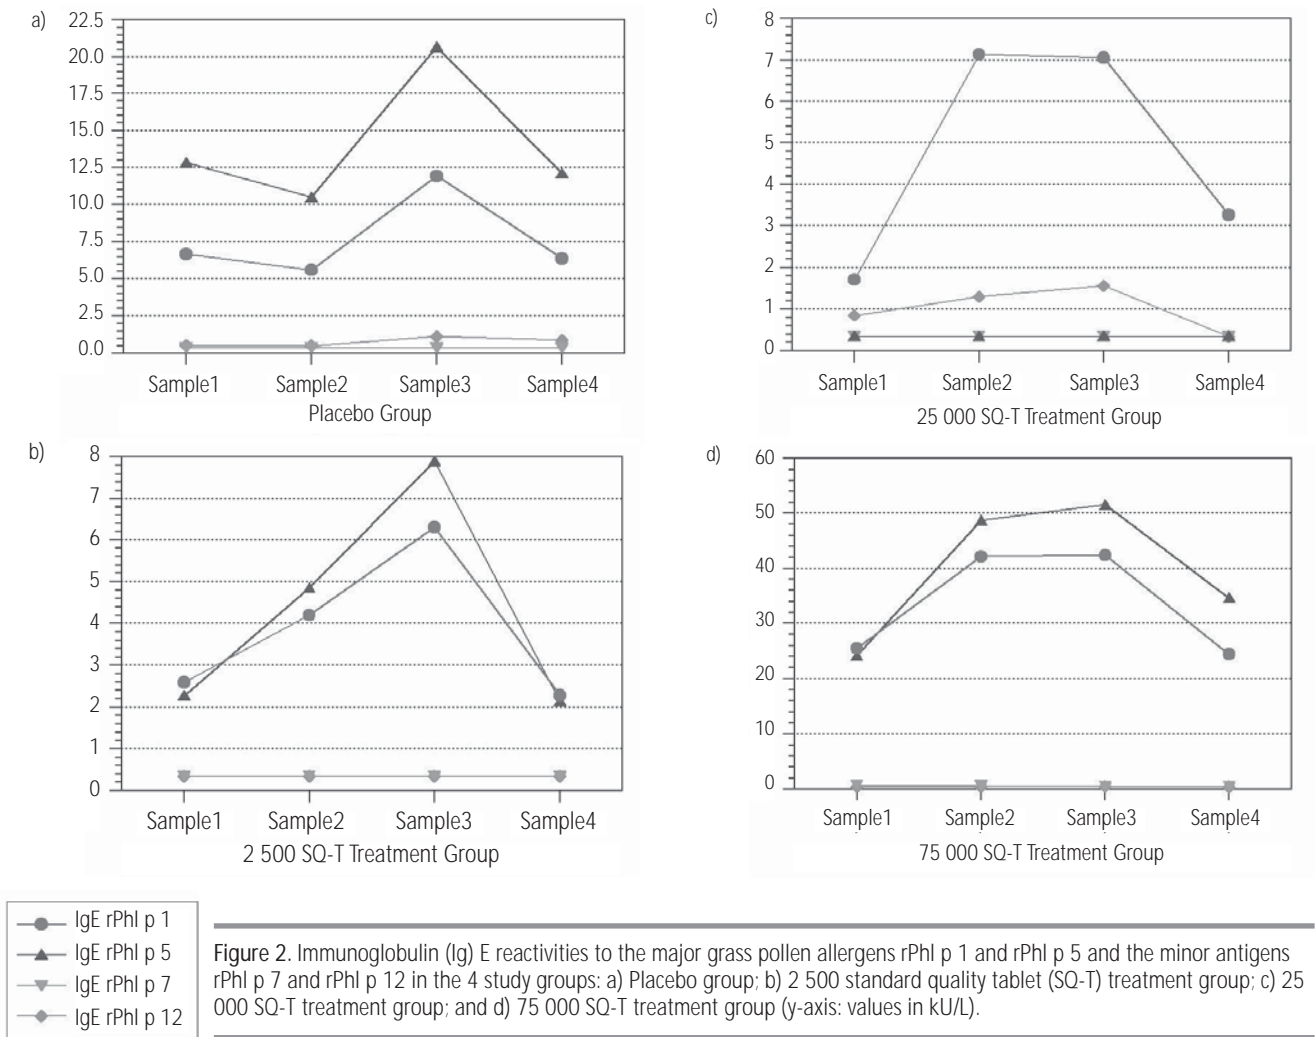 a)
22.5
20.0
17.5
15.0
12.5
10.0
7.5
5.0
2.5
0.0
Sample1 Sample2 Sample3 Sample4
Placebo Group
b)
8
7
6
5
4
3
2
1
0
Sample1 Sample2 Sample3 Sample4
2 500 SQ-T Treatment Group
c)
8
7
6
5
4
3
2
1
0
Sample1 Sample2 Sample3 Sample4
25 000 SQ-T Treatment Group
d)
60
50
40
30
20
10
0
Sample1 Sample2 Sample3 Sample4
75 000 SQ-T Treatment Group
IgE rPhl p 1
IgE rPhl p 5
IgE rPhl p 7
IgE rPhl p 12
Figure 2. Immunoglobulin (Ig) E reactivities to the major grass pollen allergens rPhl p 1 and rPhl p 5 and the minor antigens
rPhl p 7 and rPhl p 12 in the 4 study groups: a) Placebo group; b) 2 500 standard quality tablet (SQ-T) treatment group; c) 25
000 SQ-T treatment group; and d) 75 000 SQ-T treatment group (y-axis: values in kU/L).